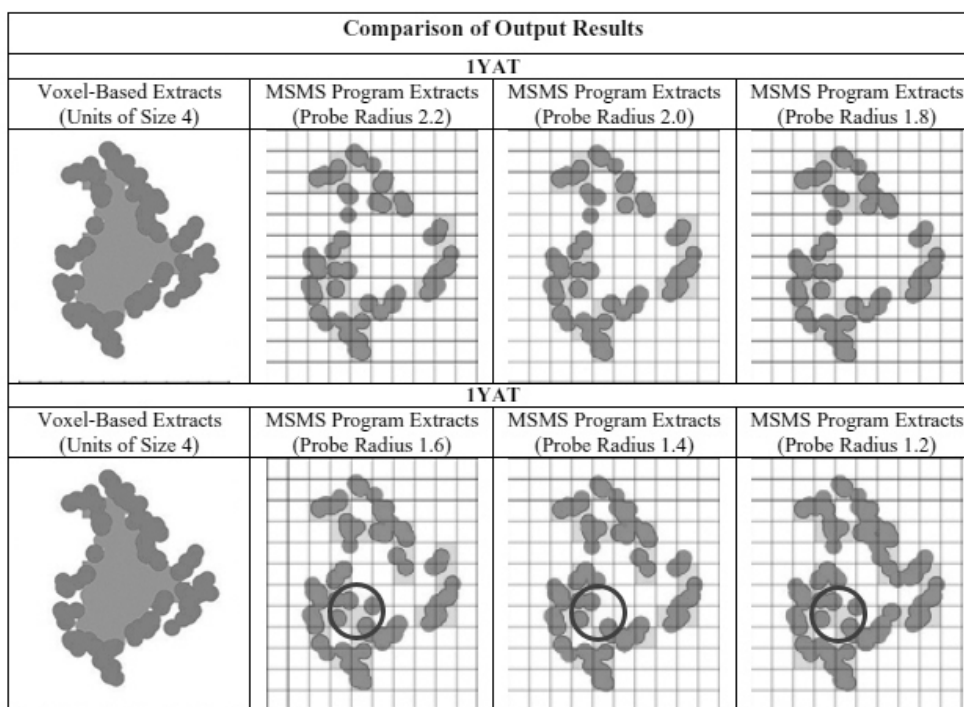 Comparison of Output Results
1YAT
Voxel-Based Extracts
(Units of Size 4)
MSMS Program Extracts
(Probe Radius 2.2)
MSMS Program Extracts
(Probe Radius 2.0)
MSMS Program Extracts
(Probe Radius 1.8)
1YAT
Voxel-Based Extracts
(Units of Size 4)
MSMS Program Extracts
(Probe Radius 1.6)
MSMS Program Extracts
(Probe Radius 1.4)
MSMS Program Extracts
(Probe Radius 1.2)